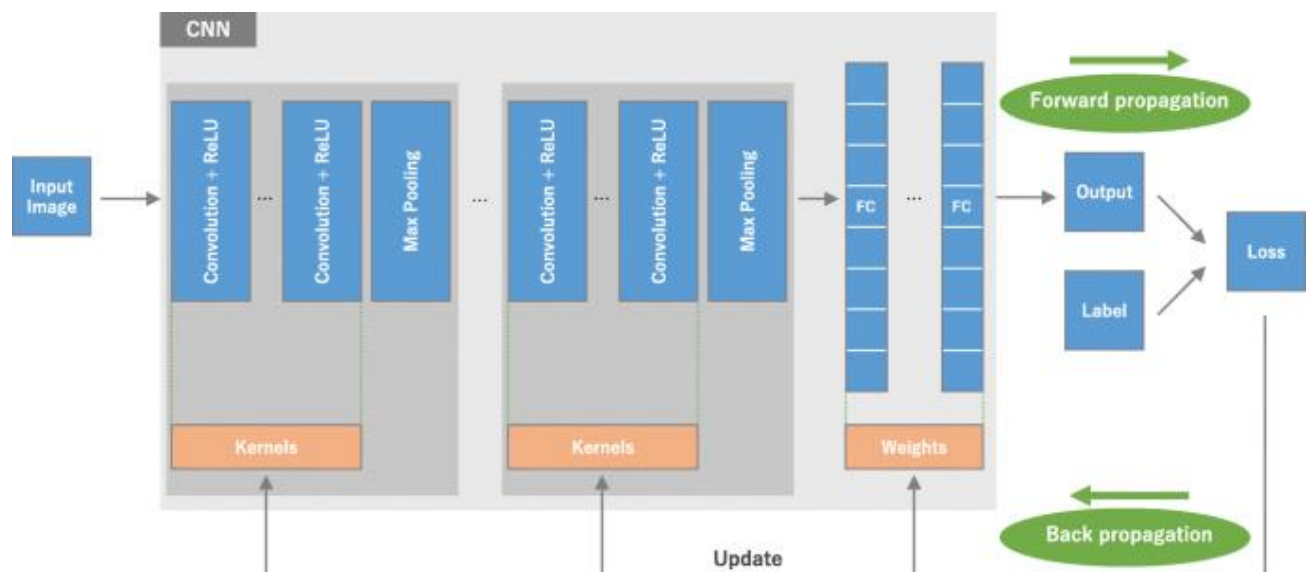 CNN
Input
Image
Convolution + ReLU
...
Convolution + ReLU
Max Pooling
...
Convolution + ReLU
...
Convolution + ReLU
Max Pooling
FC
...
FC
Kernels
Kernels
Weights
Forward propagation
Output
Label
Loss
Back propagation
Update